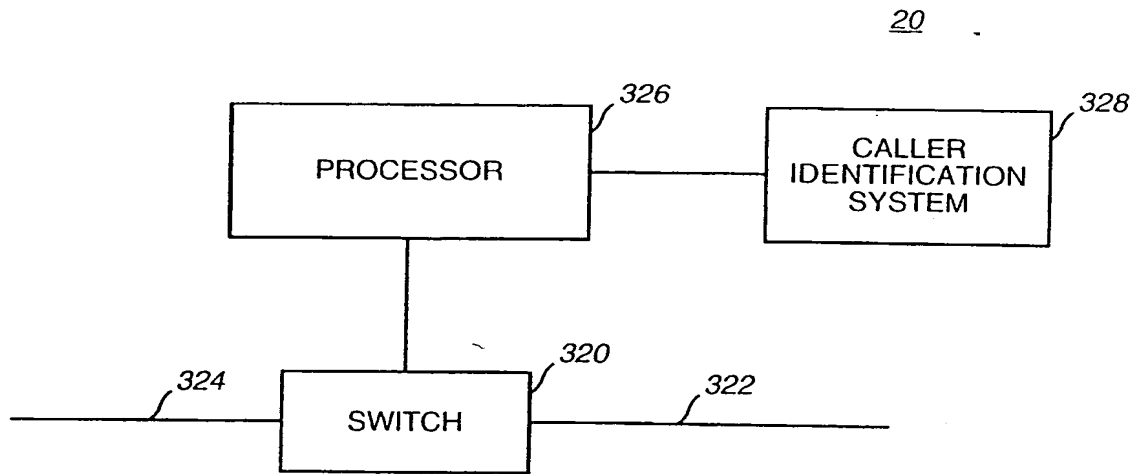 20
326
328
PROCESSOR
CALLER
IDENTIFICATION
SYSTEM
320
324
322
SWITCH